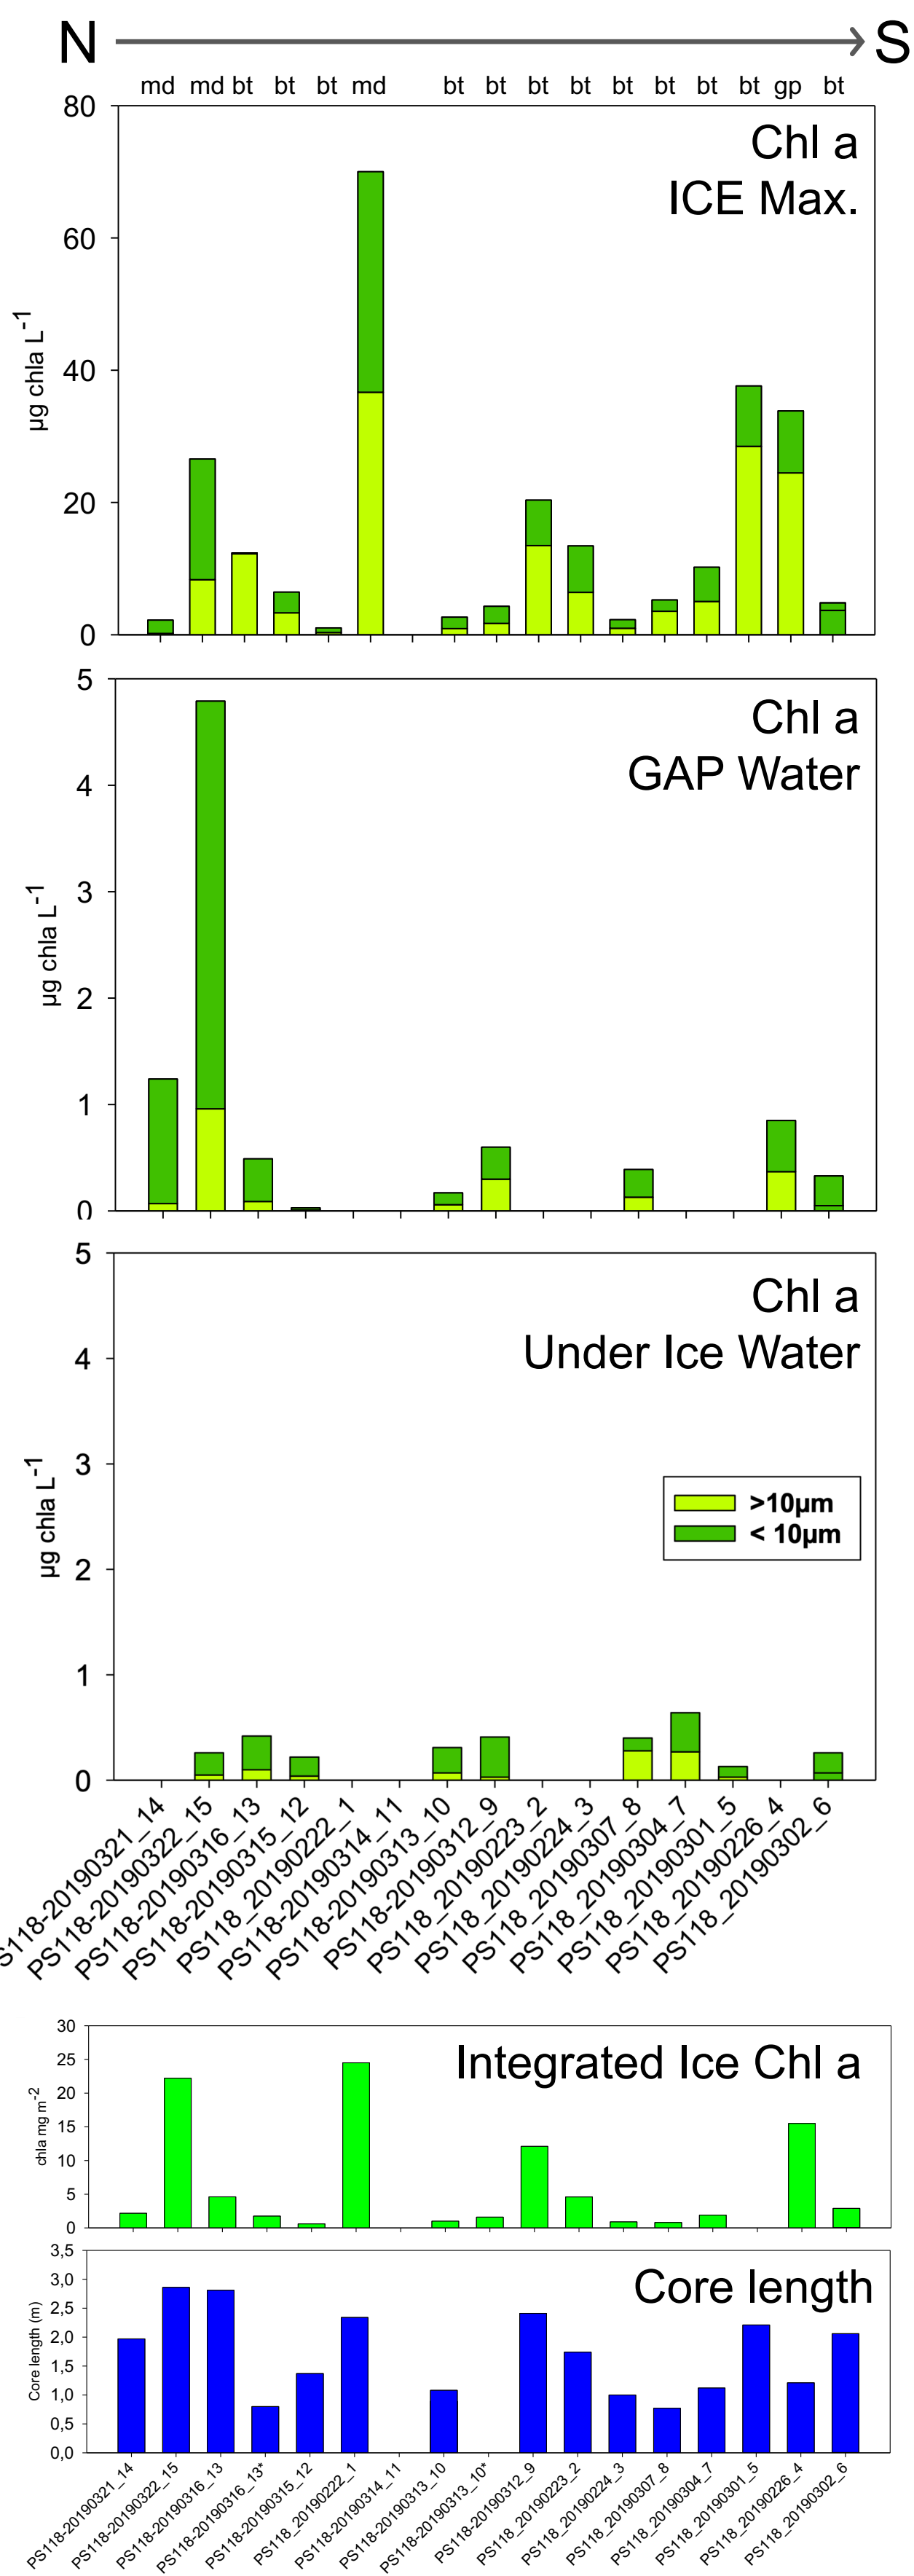 N S
md md bt bt bt md bt bt bt bt bt bt bt bt gp bt
Chl a
ICE Max.
80
60
40
20
0
µg chla L-1
Chl a
GAP Water
5
4
3
2
1
0
µg chla L-1
Chl a
Under Ice Water
5
4
3
2
1
0
µg chla L-1
>10µm
< 10µm
PS118-20190321_14
PS118-20190322_15
PS118-20190316_13
PS118-20190315_12
PS118_20190222_1
PS118-20190314_11
PS118-20190313_10
PS118-20190312_9
PS118_20190223_2
PS118_20190224_3
PS118_20190307_8
PS118_20190304_7
PS118_20190301_5
PS118_20190226_4
PS118_20190302_6
Integrated Ice Chl a
30
25
20
15
10
5
0
chla mg m-2
Core length
3,5
3,0
2,5
2,0
1,5
1,0
0,5
0,0
Core length (m)
PS118-20190321_14
PS118-20190322_15
PS118-20190316_13
PS118-20190316_13*
PS118-20190315_12
PS118_20190222_1
PS118-20190314_11
PS118-20190313_10
PS118-20190313_10*
PS118-20190312_9
PS118_20190223_2
PS118_20190224_3
PS118_20190307_8
PS118_20190304_7
PS118_20190301_5
PS118_20190226_4
PS118_20190302_6